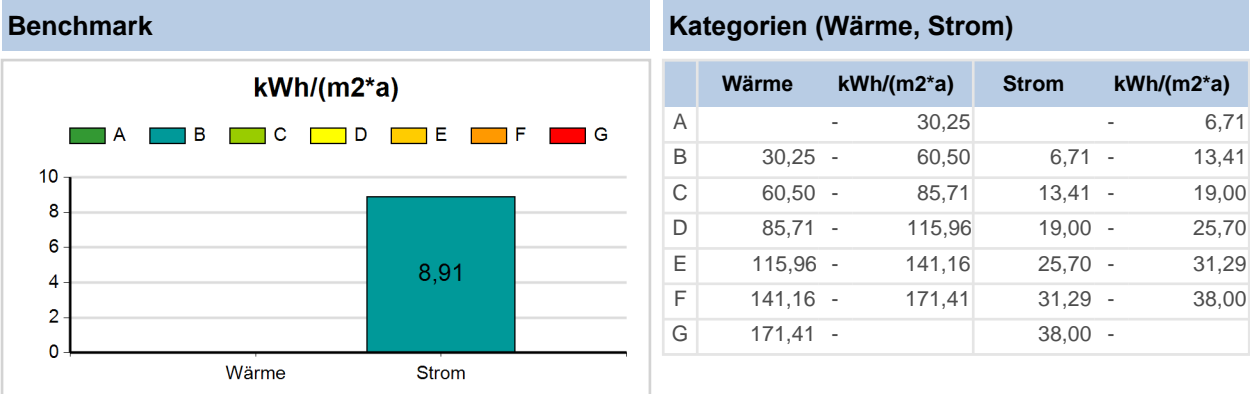 Benchmark
kWh/(m2*a)
A B C D E F G
10
8
6
4
2
0
8,91
Wärme Strom
Kategorien (Wärme, Strom)
Wärme kWh/(m2*a) Strom kWh/(m2*a)
A - 30,25 - 6,71
B 30,25 - 60,50 6,71 - 13,41
C 60,50 - 85,71 13,41 - 19,00
D 85,71 - 115,96 19,00 - 25,70
E 115,96 - 141,16 25,70 - 31,29
F 141,16 - 171,41 31,29 - 38,00
G 171,41 - 38,00 -